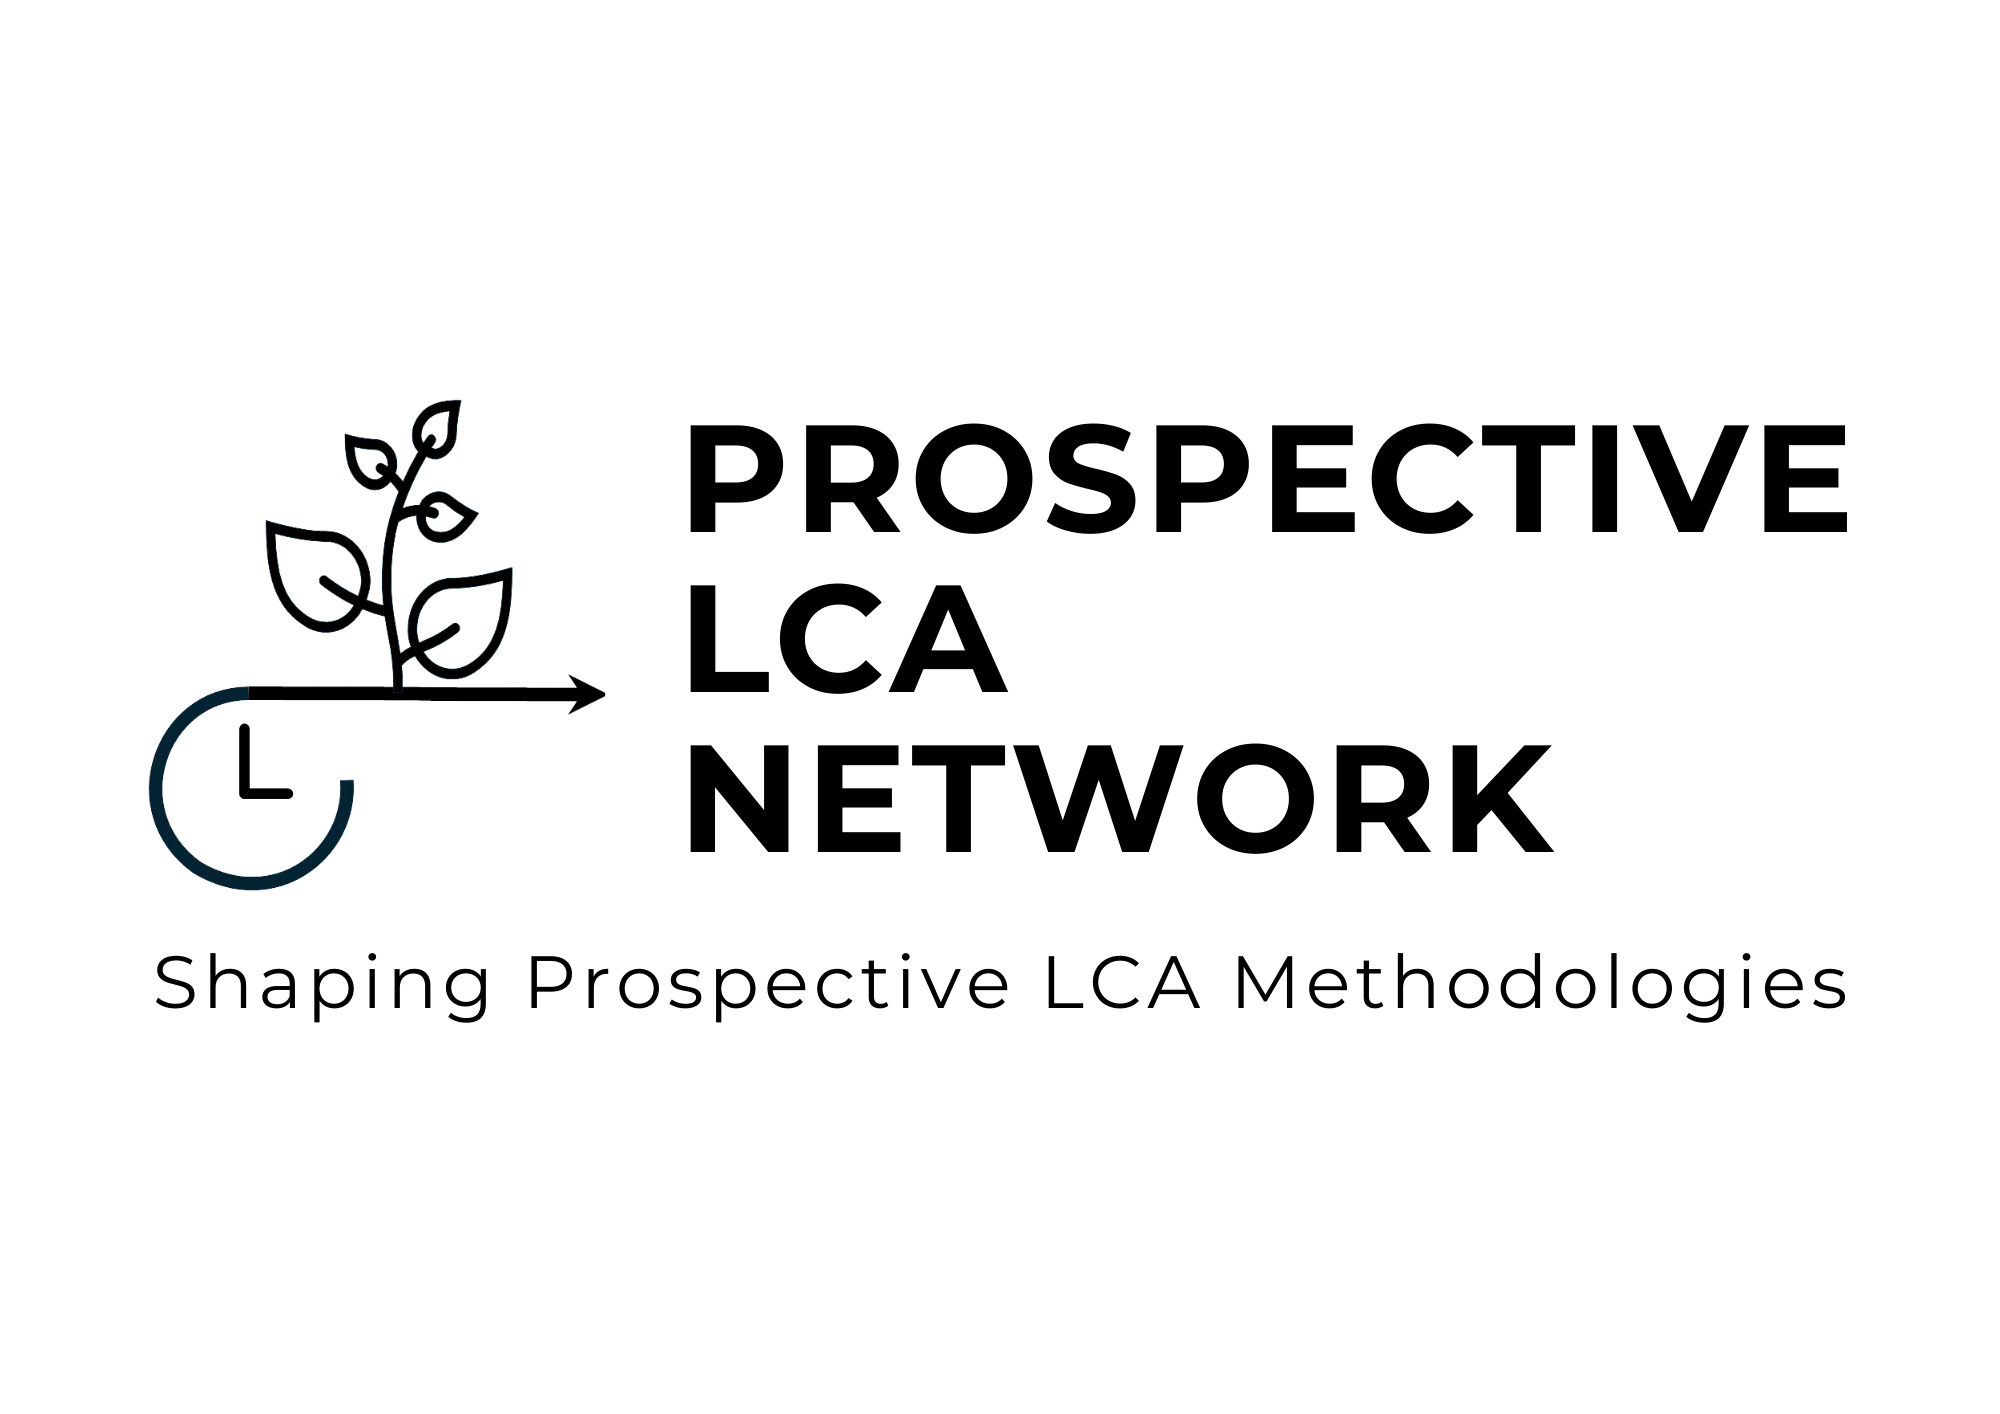 PROSPECTIVE
LCA
NETWORK
Shaping Prospective LCA Methodologies